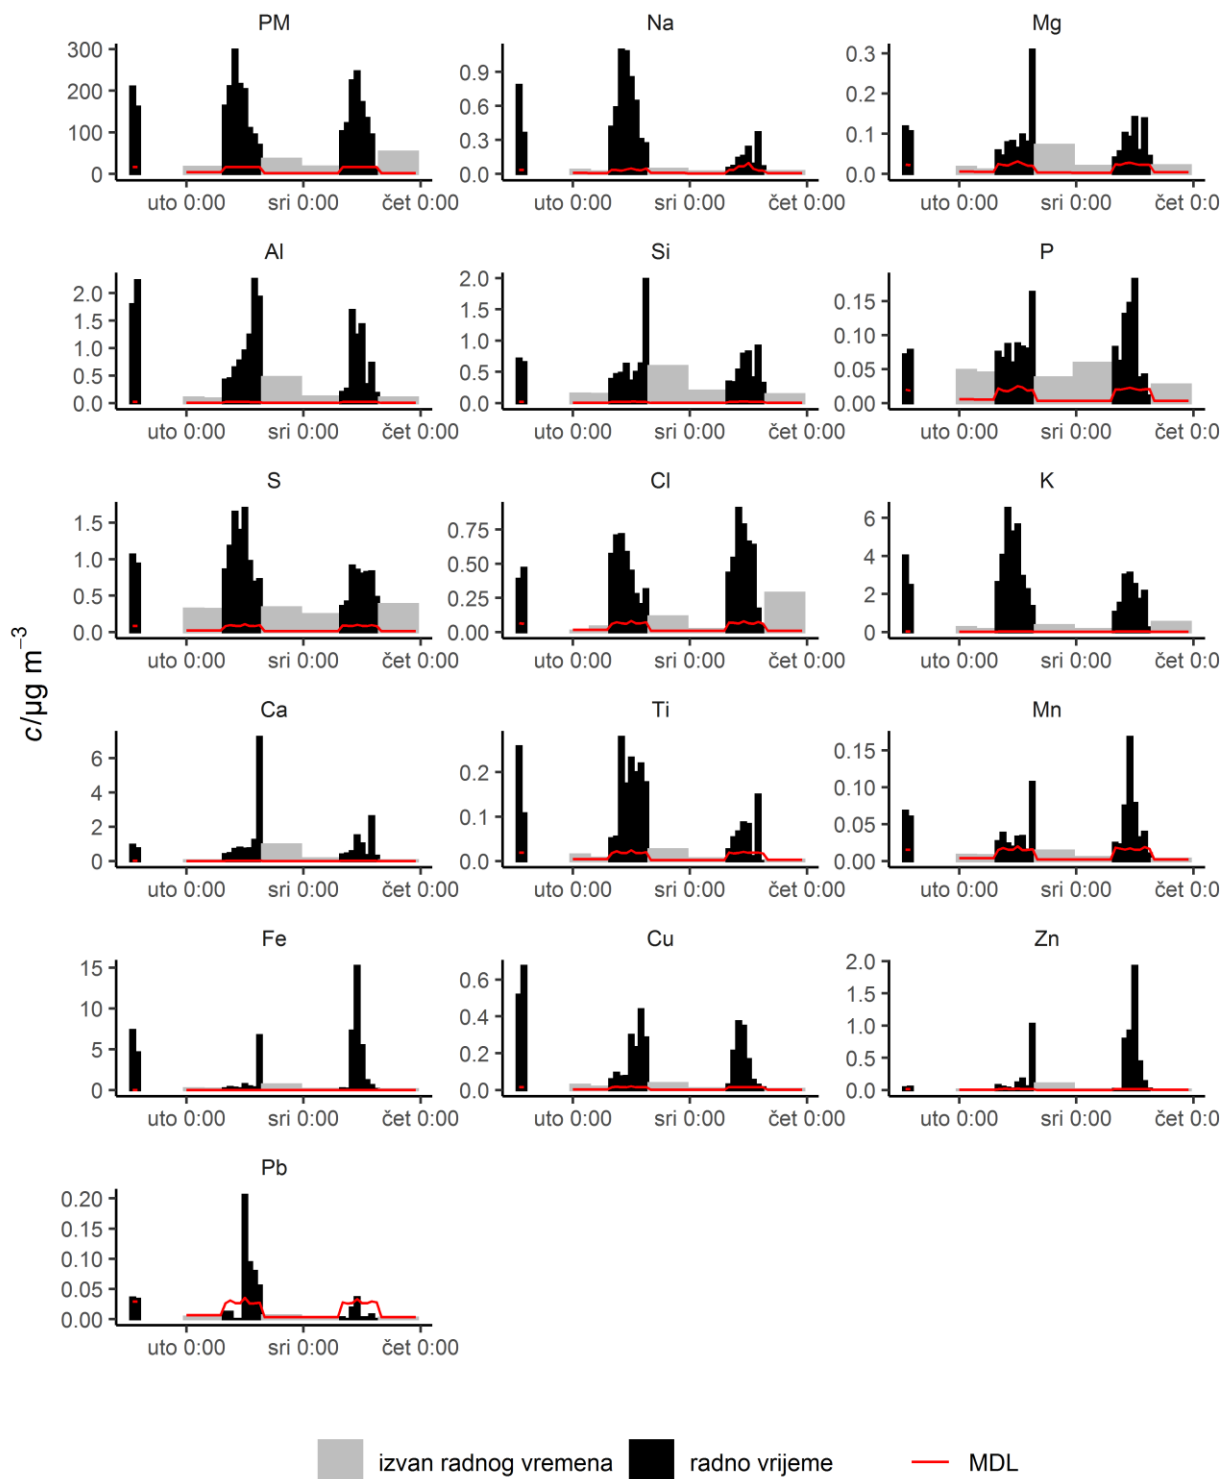 PM Na Mg
300 0.9 0.3
200 0.6 0.2
100 0.3 0.1
0 0.0 0.0
uto 0:00 sri 0:00 čet 0:00 uto 0:00 sri 0:00 čet 0:00 uto 0:00 sri 0:00 čet 0:0
Al Si P
2.0 2.0 0.15
1.5 1.5 0.10
1.0 1.0 0.05
0.5 0.5 0.00
0.0 0.0
uto 0:00 sri 0:00 čet 0:00 uto 0:00 sri 0:00 čet 0:00 uto 0:00 sri 0:00 čet 0:0
S Cl K
1.5 0.75 6
1.0 0.50 4
0.5 0.25 2
0.0 0.00 0
uto 0:00 sri 0:00 čet 0:00 uto 0:00 sri 0:00 čet 0:00 uto 0:00 sri 0:00 čet 0:0
c/µg m⁻³
Ca Ti Mn
6 0.2 0.15
4 0.1 0.10
2 0.0 0.05
0 0.00
uto 0:00 sri 0:00 čet 0:00 uto 0:00 sri 0:00 čet 0:00 uto 0:00 sri 0:00 čet 0:0
Fe Cu Zn
15 0.6 2.0
10 0.4 1.5
5 0.2 1.0
0 0.0 0.5
0.0
uto 0:00 sri 0:00 čet 0:00 uto 0:00 sri 0:00 čet 0:00 uto 0:00 sri 0:00 čet 0:0
Pb
0.20
0.15
0.10
0.05
0.00
uto 0:00 sri 0:00 čet 0:00
izvan radnog vremena radno vrijeme MDL